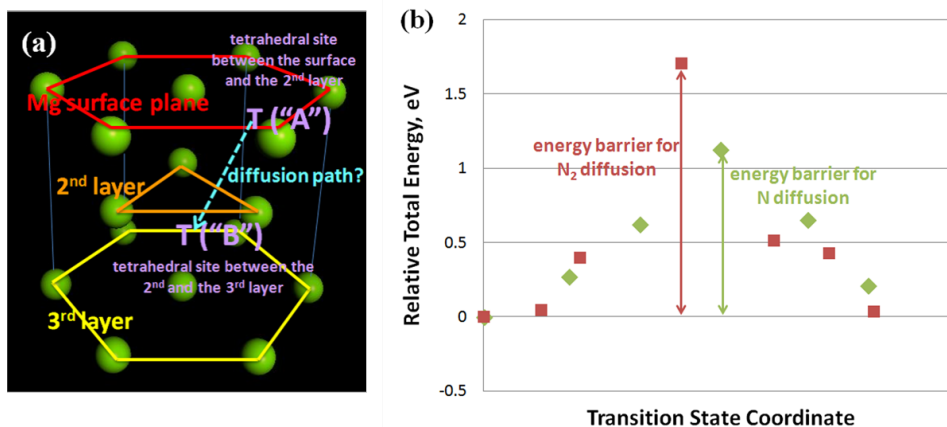 (a)
tetrahedral site
between the surface
and the 2nd layer
Mg surface plane
T ("A")
diffusion path?
2nd layer
T ("B")
tetrahedral site between the
2nd and the 3rd layer
3rd layer
(b)
2
1.5
1
0.5
0
-0.5
Relative Total Energy, eV
energy barrier for
N2 diffusion
energy barrier for
N diffusion
Transition State Coordinate